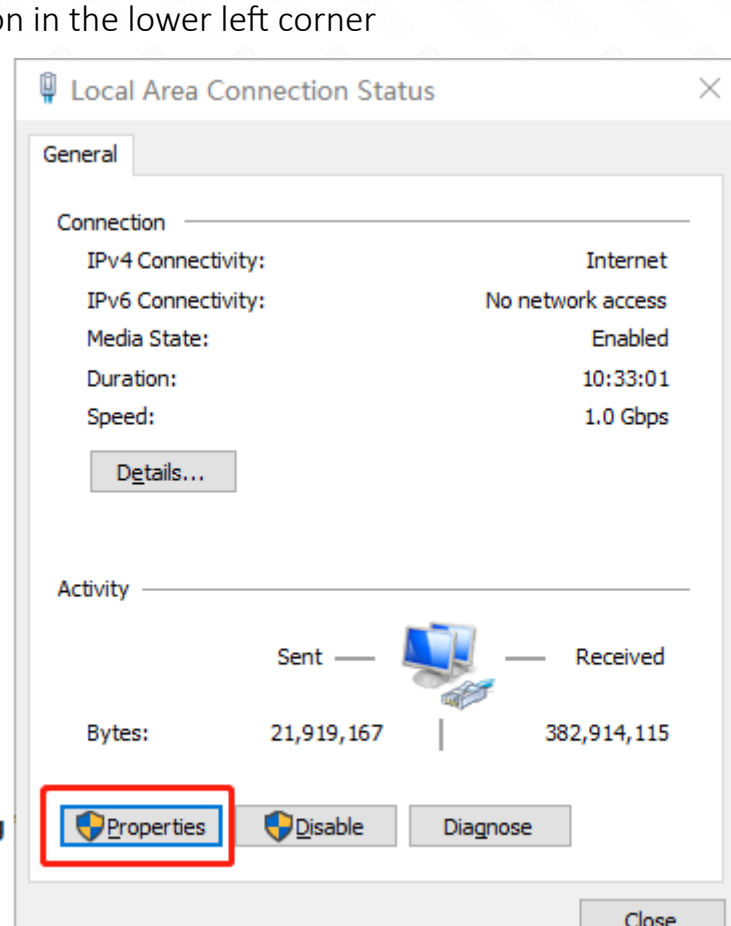 on in the lower left corner
Local Area Connection Status
General
Connection
IPv4 Connectivity: Internet
IPv6 Connectivity: No network access
Media State: Enabled
Duration: 10:33:01
Speed: 1.0 Gbps
Details...
Activity
Sent Received
Bytes: 21,919,167 382,914,115
Properties Disable Diagnose
Close